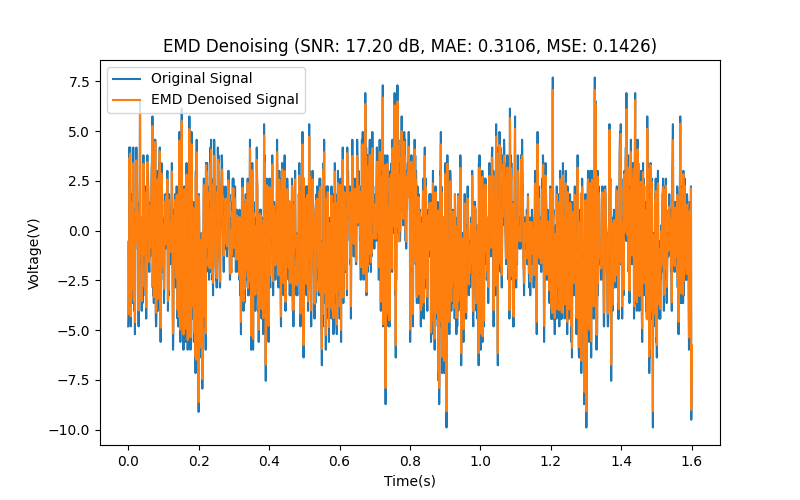 EMD Denoising (SNR: 17.20 dB, MAE: 0.3106, MSE: 0.1426)
Original Signal
EMD Denoised Signal
7.5
5.0
2.5
0.0
−2.5
−5.0
−7.5
−10.0
Voltage(V)
0.0 0.2 0.4 0.6 0.8 1.0 1.2 1.4 1.6
Time(s)